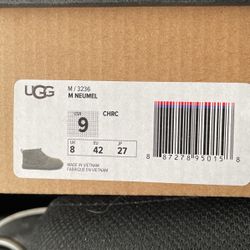 UGG
M / 3236
M NEUMEL
CHRC
9
UK 8
EU 42
JP 27
MADE IN VIETNAM
FABRIQUÉ EN VIETNAM
8 87278 95015 8